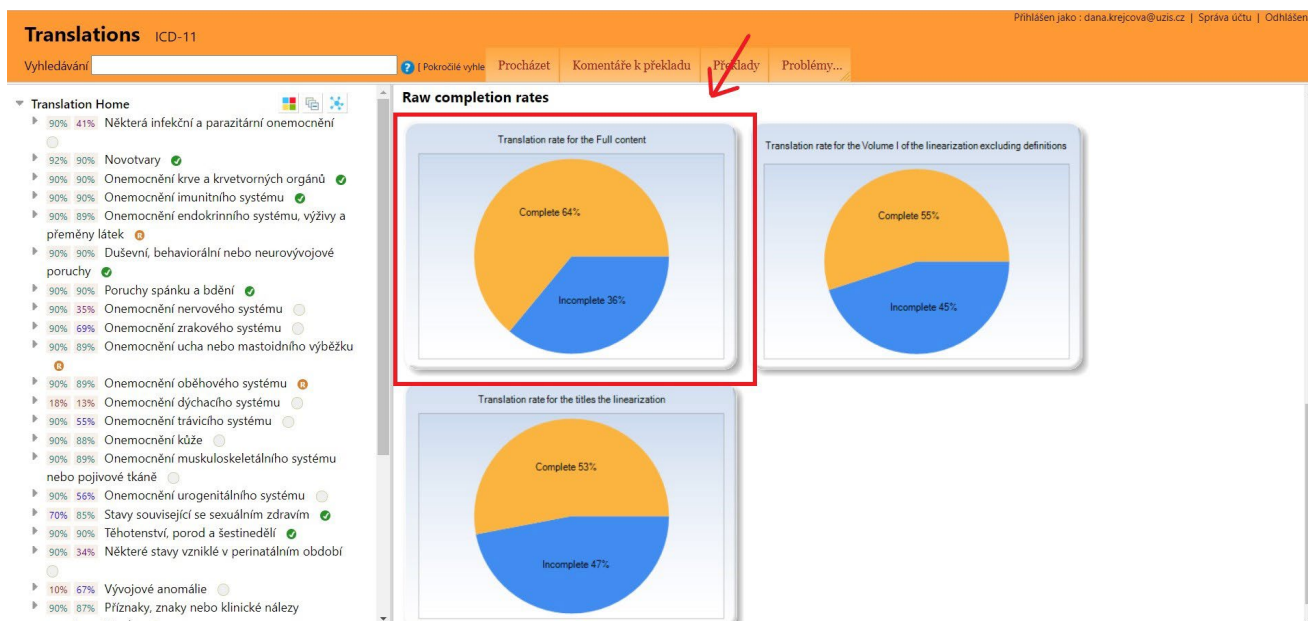 Přihlášen jako : dana.krejcova@uzis.cz | Správa účtu | Odhlášen
Translations ICD-11
Vyhledávání
[ Pokročilé vyhle
Procházet Komentáře k překladu Překlady Problémy...
Translation Home
90% 41% Některá infekční a parazitární onemocnění
92% 90% Novotvary
90% 90% Onemocnění krve a krvetvorných orgánů
90% 90% Onemocnění imunitního systému
90% 89% Onemocnění endokrinního systému, výživy a
přeměny látek R
90% 90% Duševní, behaviorální nebo neurovývojové
poruchy
90% 90% Poruchy spánku a bdění
90% 35% Onemocnění nervového systému
90% 69% Onemocnění zrakového systému
90% 89% Onemocnění ucha nebo mastoidního výběžku
R
90% 89% Onemocnění oběhového systému R
18% 13% Onemocnění dýchacího systému
90% 55% Onemocnění trávicího systému
90% 88% Onemocnění kůže
90% 89% Onemocnění muskuloskeletálního systému
nebo pojivové tkáně
90% 56% Onemocnění urogenitálního systému
70% 85% Stavy související se sexuálním zdravím
90% 90% Těhotenství, porod a šestinedělí
90% 34% Některé stavy vzniklé v perinatálním období
10% 67% Vývojové anomálie
90% 87% Příznaky, znaky nebo klinické nálezy
Raw completion rates
Translation rate for the Full content
Complete 64%
Incomplete 36%
Translation rate for the Volume I of the linearization excluding definitions
Complete 55%
Incomplete 45%
Translation rate for the titles the linearization
Complete 53%
Incomplete 47%